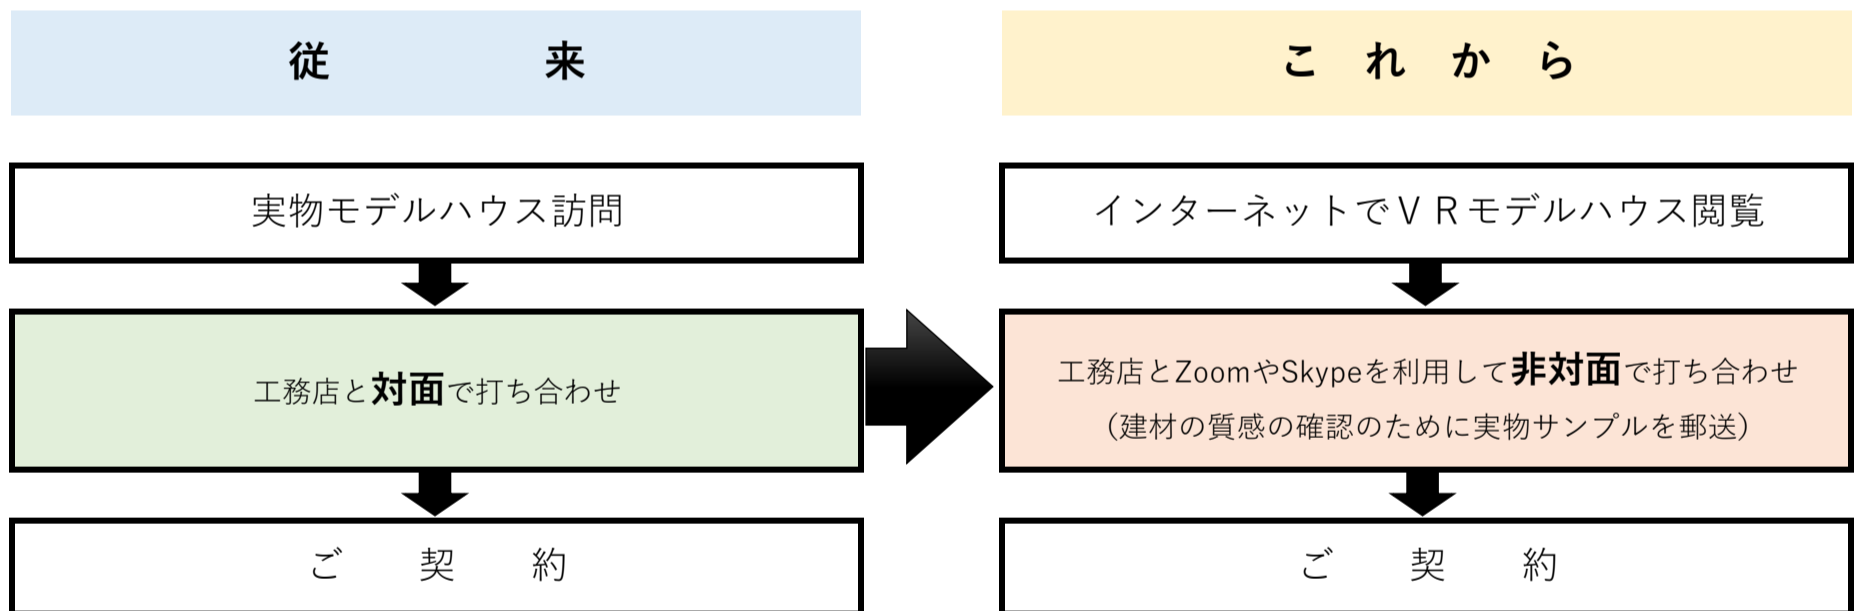 従来
これから
実物モデルハウス訪問
インターネットでＶＲモデルハウス閲覧
工務店と対面で打ち合わせ
工務店とZoomやSkypeを利用して非対面で打ち合わせ
（建材の質感の確認のために実物サンプルを郵送）
ご契約
ご契約